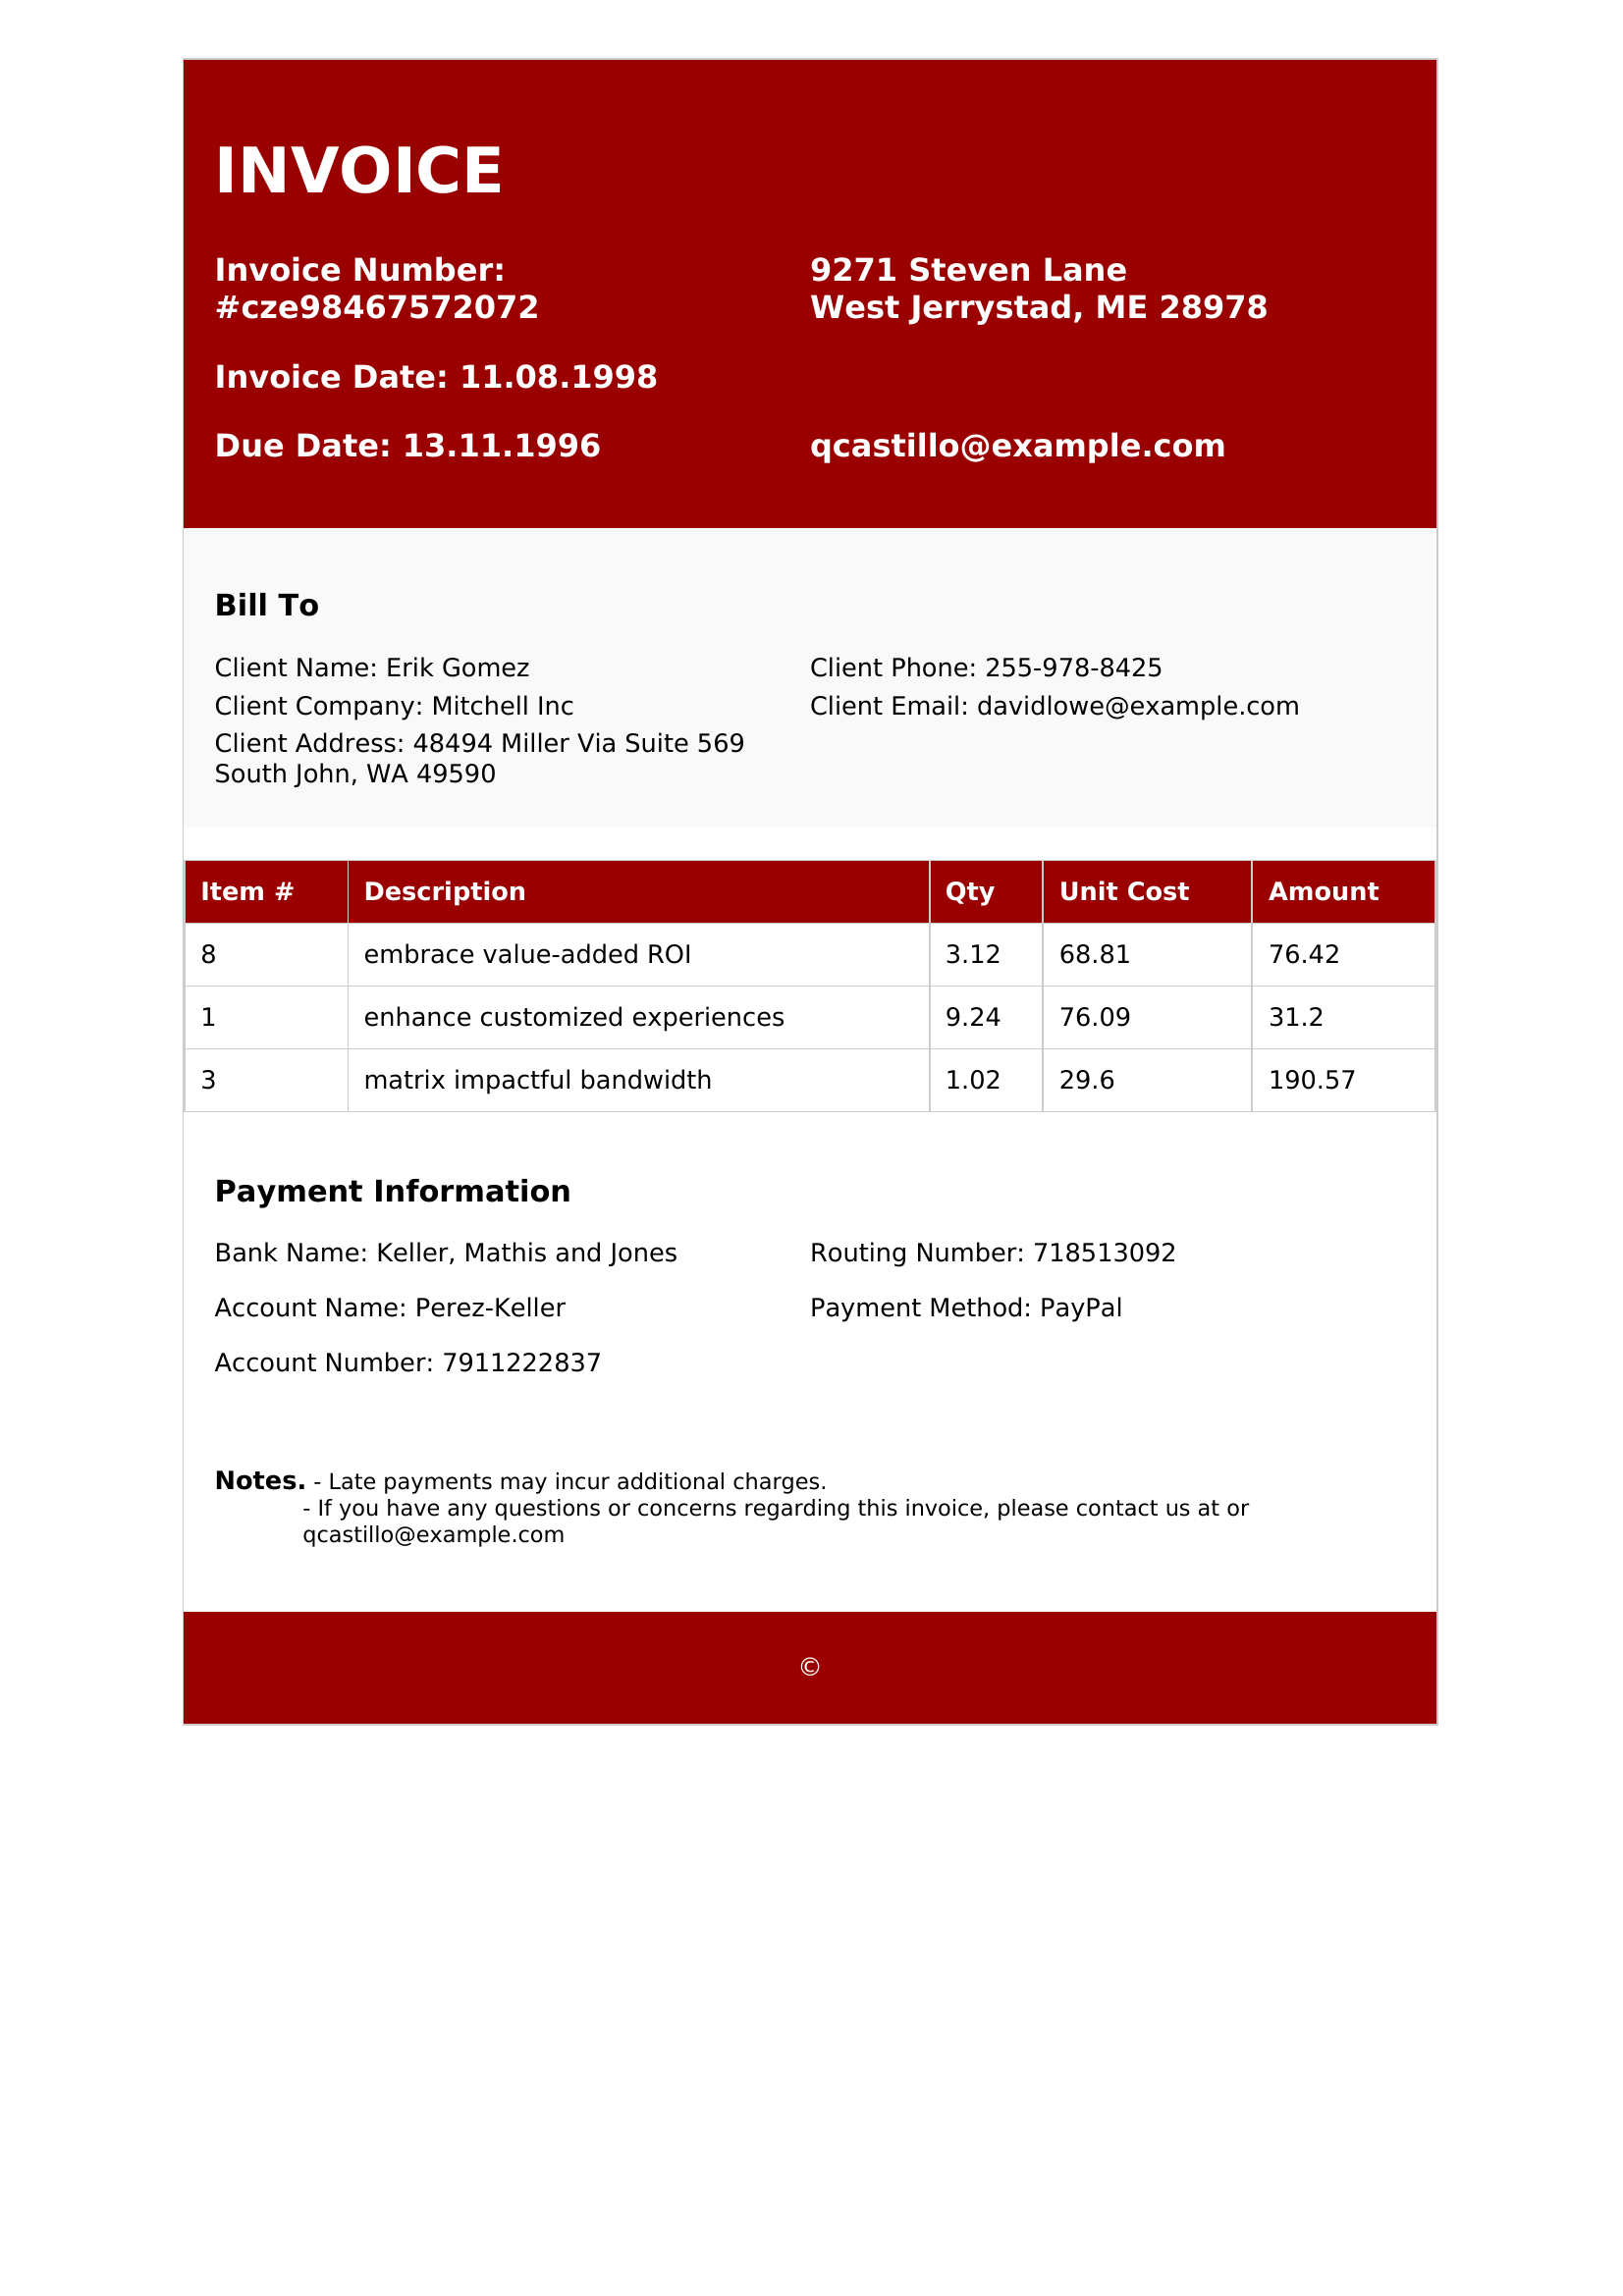 INVOICE
Invoice Number:
#cze98467572072
9271 Steven Lane
West Jerrystad, ME 28978
Invoice Date: 11.08.1998
Due Date: 13.11.1996
qcastillo@example.com
Bill To
Client Name: Erik Gomez
Client Phone: 255-978-8425
Client Company: Mitchell Inc
Client Email: davidlowe@example.com
Client Address: 48494 Miller Via Suite 569
South John, WA 49590
Item # Description Qty Unit Cost Amount
8 embrace value-added ROI 3.12 68.81 76.42
1 enhance customized experiences 9.24 76.09 31.2
3 matrix impactful bandwidth 1.02 29.6 190.57
Payment Information
Bank Name: Keller, Mathis and Jones
Routing Number: 718513092
Account Name: Perez-Keller
Payment Method: PayPal
Account Number: 7911222837
Notes. - Late payments may incur additional charges.
- If you have any questions or concerns regarding this invoice, please contact us at or
qcastillo@example.com
©